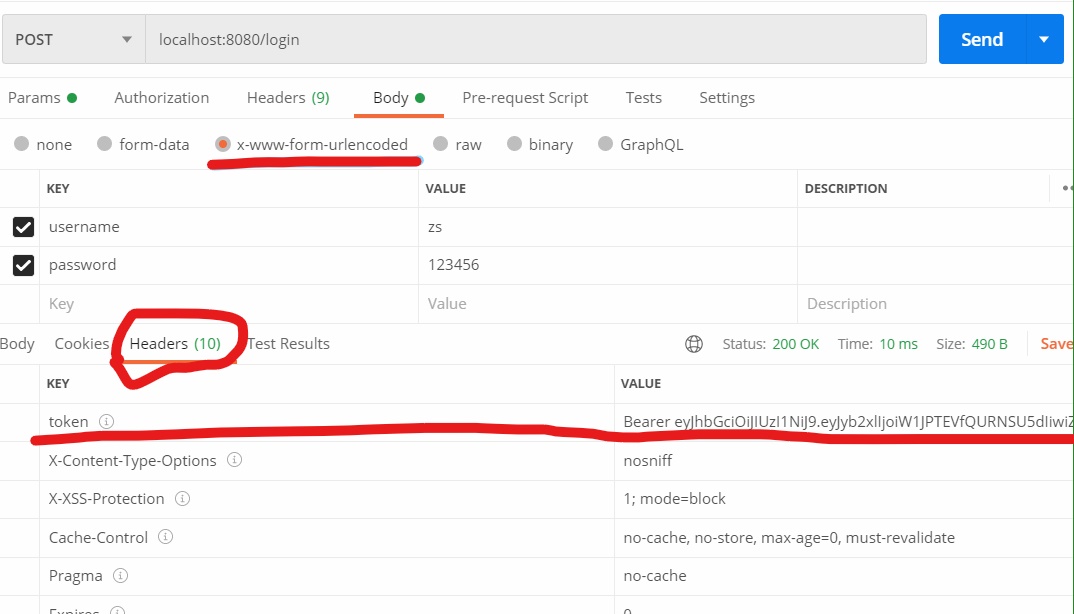 POST localhost:8080/login Send
Params Authorization Headers (9) Body Pre-request Script Tests Settings
none form-data x-www-form-urlencoded raw binary GraphQL
KEY VALUE DESCRIPTION
username zs
password 123456
Key Value Description
Body Cookies Headers (10) Test Results Status: 200 OK Time: 10 ms Size: 490 B Save
KEY VALUE
token Bearer
X-Content-Type-Options nosniff
X-XSS-Protection 1; mode=block
Cache-Control no-cache, no-store, max-age=0, must-revalidate
Pragma no-cache
Expires 0